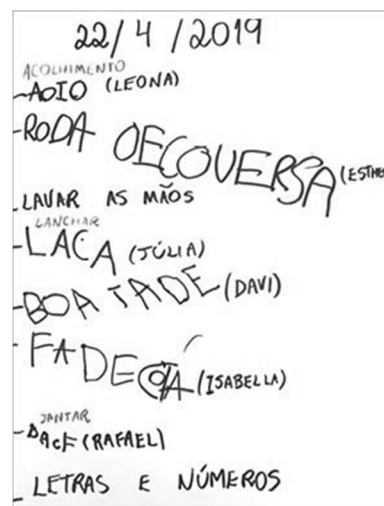 22/4/2019
ACOLHIMENTO
-AOIO (LEONA)
-RODA OECOUERSA (ESTHE
-LAVAR AS MÃOS
LANCHAR
-LACA (JÚLIA)
-BOA TADE (DAVI)
-FADECIÁ (ISABELLA)
JANTAR
-DACF (RAFAEL)
-LETRAS E NÚMEROS